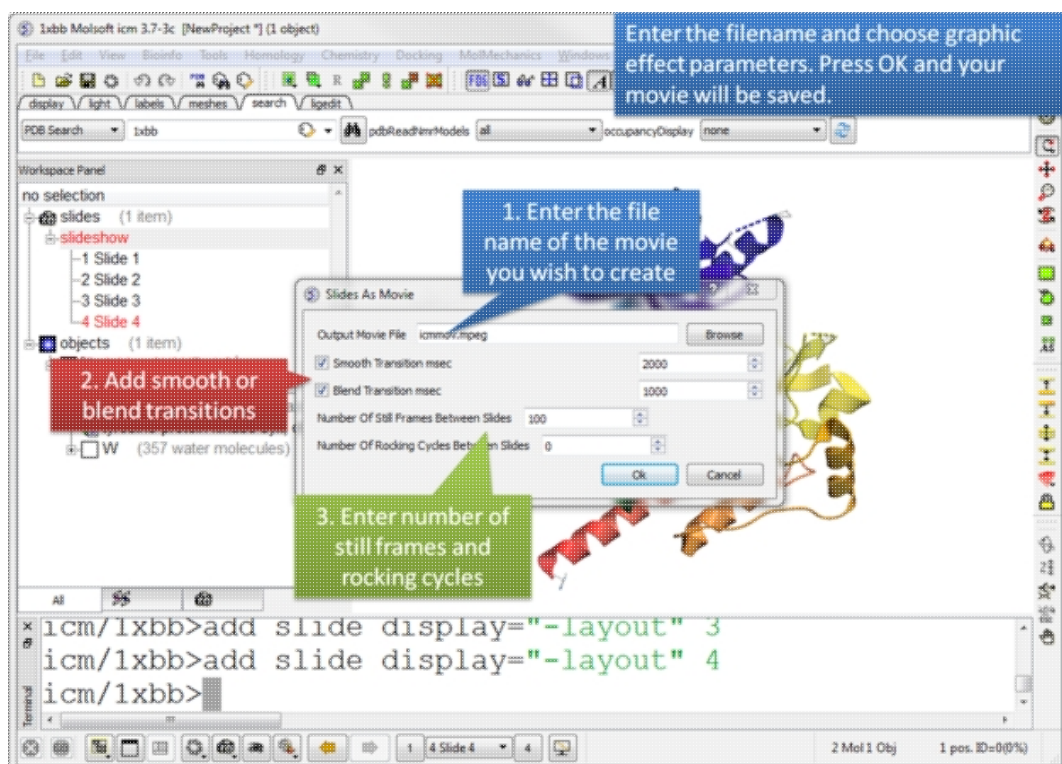 1xbb Molsoft icm 3.7-3c [NewProject *] (1 object)
Enter the filename and choose graphic
effect parameters. Press OK and your
movie will be saved.
File Edit View Bioinfo Tools Homology Chemistry Docking MolMechanics Windows
display light labels meshes search ligedit
PDB Search 1xbb pdbReadNmrModels all occupancyDisplay none
Workspace Panel
no selection
slides (1 item)
slideshow
1 Slide 1
2 Slide 2
3 Slide 3
4 Slide 4
objects (1 item)
W (357 water molecules)
1. Enter the file
name of the movie
you wish to create
Slides As Movie
Output Movie File icmmov.mpeg Browse
Smooth Transition msec 2000
Blend Transition msec 1000
Number Of Still Frames Between Slides 100
Number Of Rocking Cycles Between Slides 0
Ok Cancel
2. Add smooth or
blend transitions
3. Enter number of
still frames and
rocking cycles
All
icm/1xbb>add slide display="-layout" 3
icm/1xbb>add slide display="-layout" 4
icm/1xbb>
Terminal
1 4 Slide 4 4 2 Mol 1 Obj 1 pos. ID=0(0%)